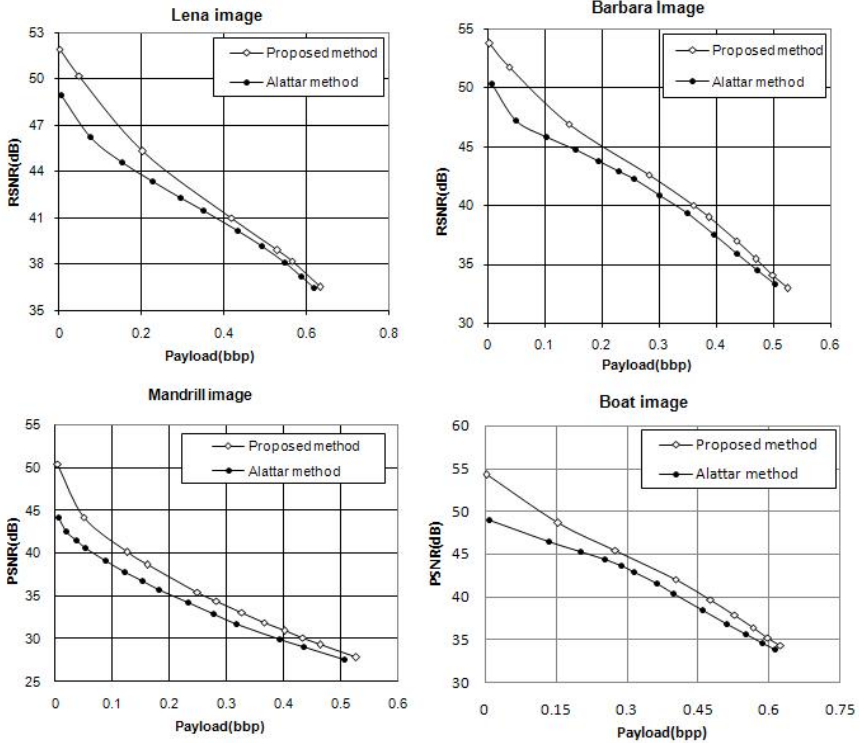 Lena image
53
50
47
44
41
38
35
RSNR(dB)
0 0.2 0.4 0.6 0.8
Payload(bbp)
Proposed method
Alattar method
Barbara Image
55
50
45
40
35
30
RSNR(dB)
0 0.1 0.2 0.3 0.4 0.5 0.6
Payload(bbp)
Proposed method
Alattar method
Mandrill image
55
50
45
40
35
30
25
PSNR(dB)
0 0.1 0.2 0.3 0.4 0.5 0.6
Payload(bbp)
Proposed method
Alattar method
Boat image
60
55
50
45
40
35
30
PSNR(dB)
0 0.15 0.3 0.45 0.6 0.75
Payload(bpp)
Proposed method
Alattar method